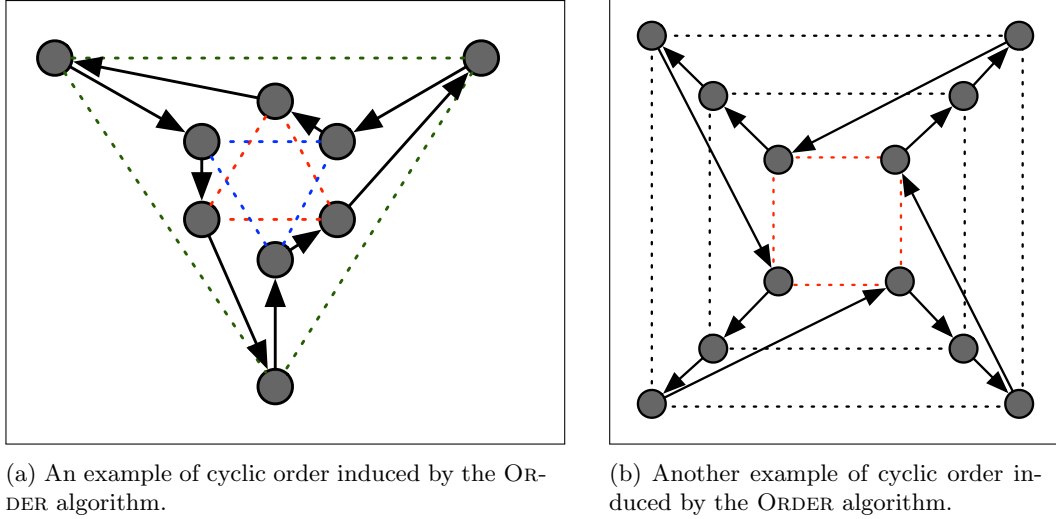 (a) An example of cyclic order induced by the OR-
DER algorithm.
(b) Another example of cyclic order in-
duced by the ORDER algorithm.